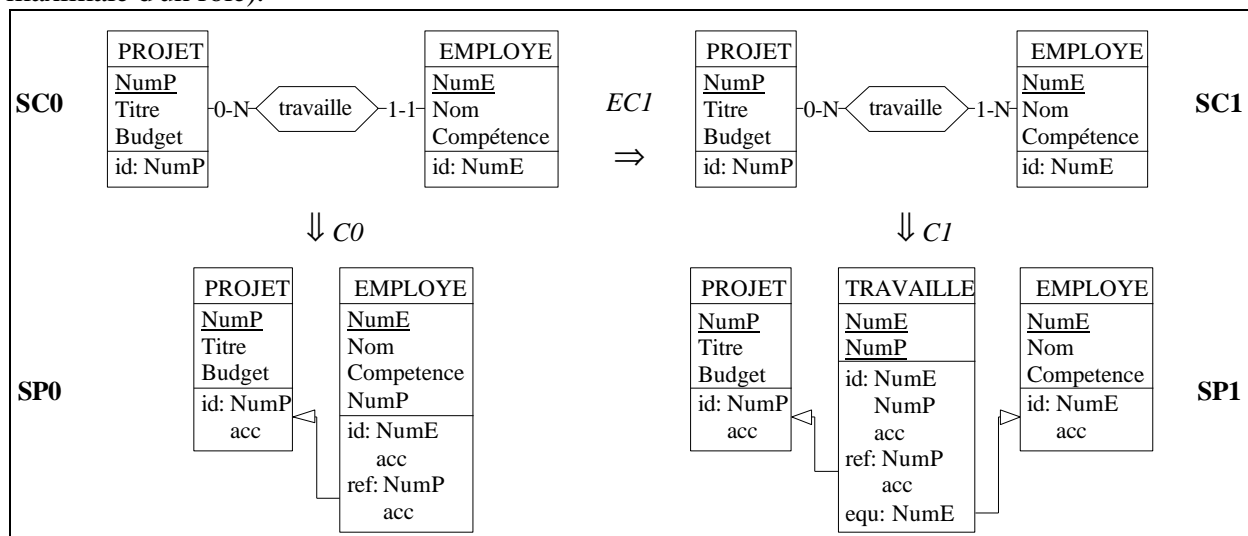 maximale d'un rôle).
PROJET
NumP
Titre
Budget
id: NumP
SC0
0-N
travaille
1-1
EMPLOYE
NumE
Nom
Compétence
id: NumE
EC1
⇒
PROJET
NumP
Titre
Budget
id: NumP
0-N
travaille
1-N
EMPLOYE
NumE
Nom
Compétence
id: NumE
SC1
⇓ C0
⇓ C1
SP0
PROJET
NumP
Titre
Budget
id: NumP
acc
EMPLOYE
NumE
Nom
Competence
NumP
id: NumE
acc
ref: NumP
acc
PROJET
NumP
Titre
Budget
id: NumP
acc
TRAVAILLE
NumE
NumP
id: NumE
NumP
acc
ref: NumP
acc
equ: NumE
EMPLOYE
NumE
Nom
Competence
id: NumE
acc
SP1